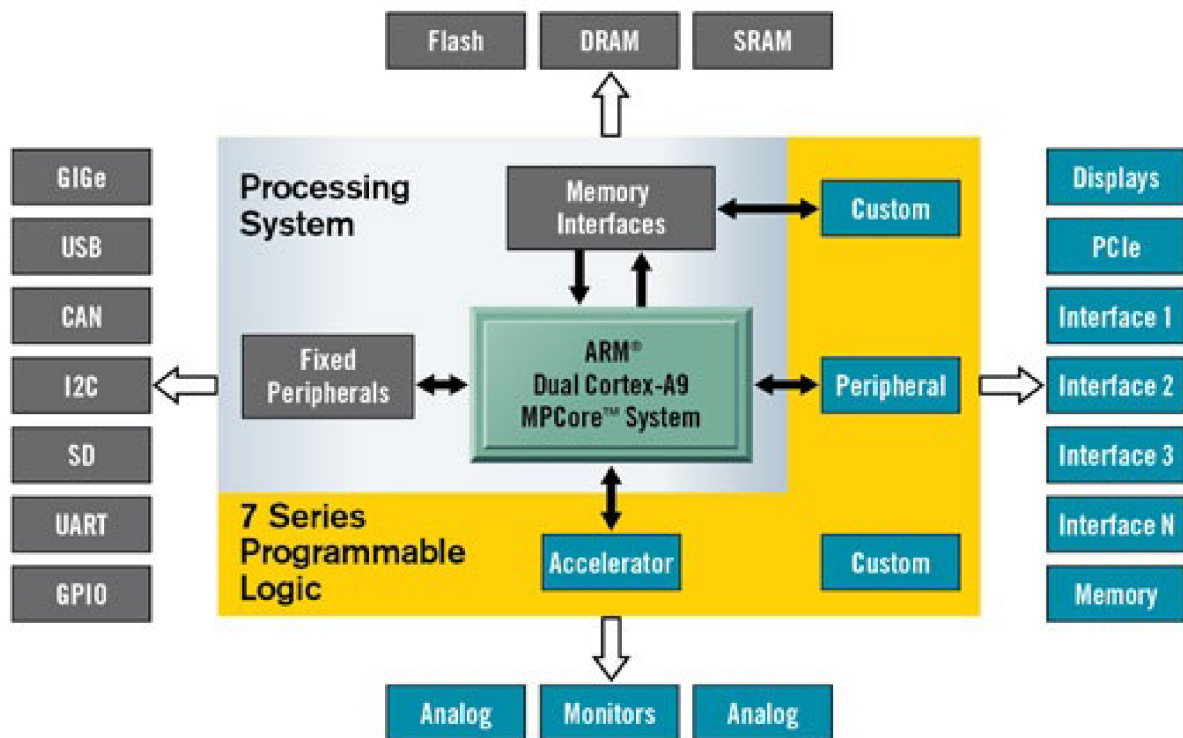 Flash
DRAM
SRAM
GIGe
USB
CAN
I2C
SD
UART
GPIO
Processing
System
Memory
Interfaces
Custom
Fixed
Peripherals
ARM®
Dual Cortex-A9
MPCore™ System
Peripheral
7 Series
Programmable
Logic
Accelerator
Custom
Displays
PCIe
Interface 1
Interface 2
Interface 3
Interface N
Memory
Analog
Monitors
Analog